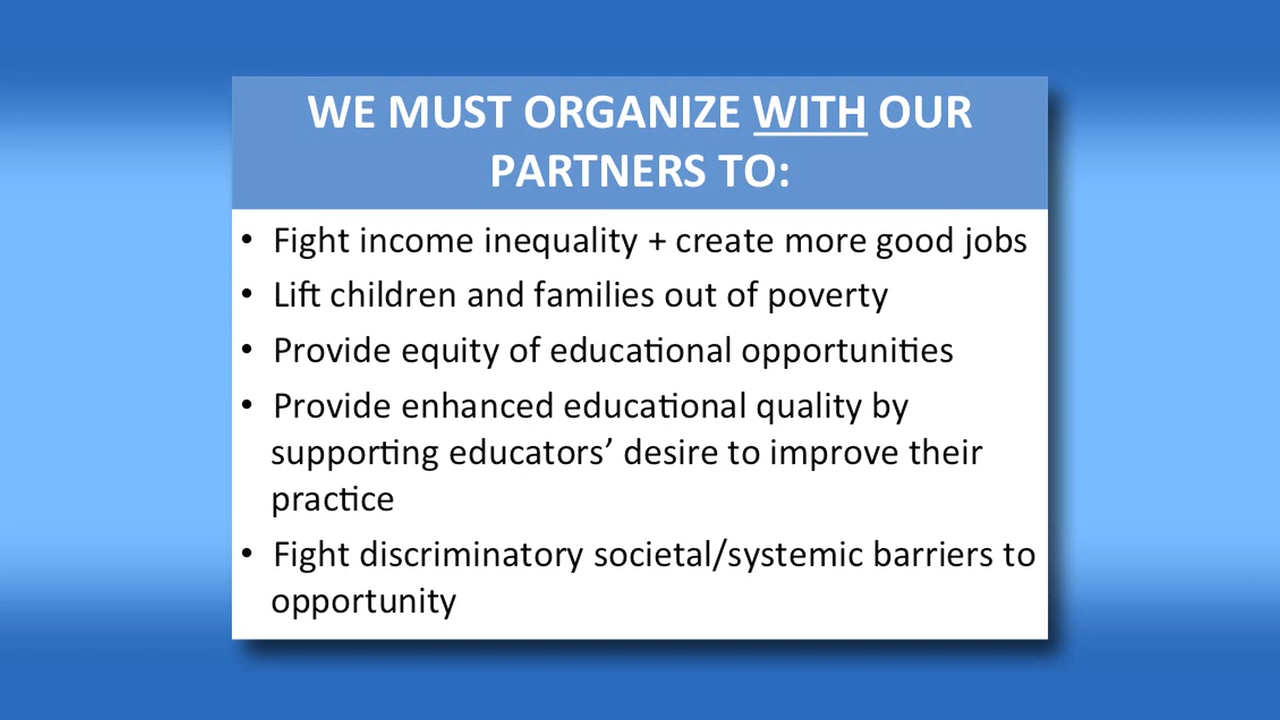 WE MUST ORGANIZE WITH OUR
PARTNERS TO:
• Fight income inequality + create more good jobs
• Lift children and families out of poverty
• Provide equity of educational opportunities
• Provide enhanced educational quality by
supporting educators’ desire to improve their
practice
• Fight discriminatory societal/systemic barriers to
opportunity